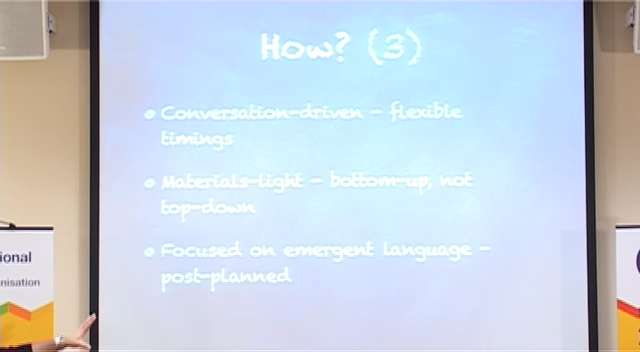 How? (3)
Conversation-driven - flexible
timings
Materials-light - bottom-up, not
top-down
Focused on emergent language -
post-planned
ional
nisation